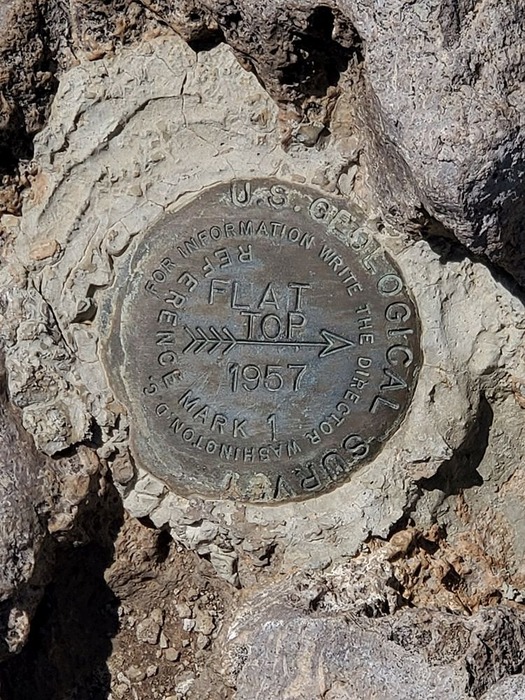 U.S. GEOLOGICAL SURVEY
FOR INFORMATION WRITE THE DIRECTOR WASHINGTON, D.C.
REFERENCE MARK 1
FLAT
TOP
1957